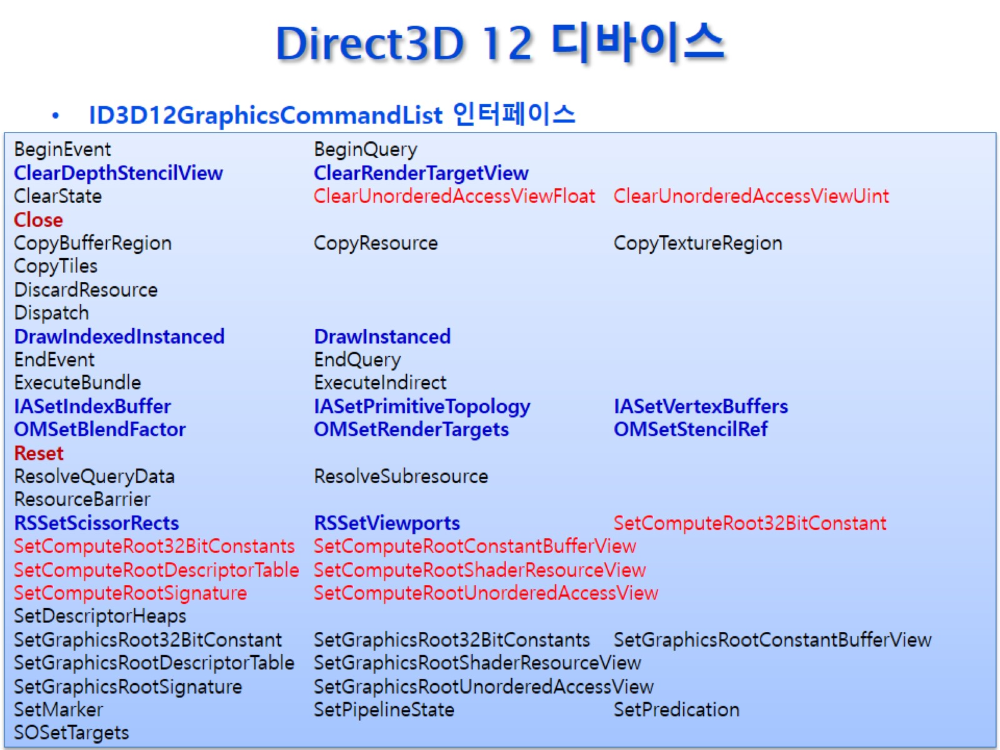 Direct3D 12 디바이스
• ID3D12GraphicsCommandList 인터페이스
BeginEvent BeginQuery
ClearDepthStencilView ClearRenderTargetView
ClearState ClearUnorderedAccessViewFloat ClearUnorderedAccessViewUint
Close
CopyBufferRegion CopyResource CopyTextureRegion
CopyTiles
DiscardResource
Dispatch
DrawIndexedInstanced DrawInstanced
EndEvent EndQuery
ExecuteBundle ExecuteIndirect
IASetIndexBuffer IASetPrimitiveTopology IASetVertexBuffers
OMSetBlendFactor OMSetRenderTargets OMSetStencilRef
Reset
ResolveQueryData ResolveSubresource
ResourceBarrier
RSSetScissorRects RSSetViewports SetComputeRoot32BitConstant
SetComputeRoot32BitConstants SetComputeRootConstantBufferView
SetComputeRootDescriptorTable SetComputeRootShaderResourceView
SetComputeRootSignature SetComputeRootUnorderedAccessView
SetDescriptorHeaps
SetGraphicsRoot32BitConstant SetGraphicsRoot32BitConstants SetGraphicsRootConstantBufferView
SetGraphicsRootDescriptorTable SetGraphicsRootShaderResourceView
SetGraphicsRootSignature SetGraphicsRootUnorderedAccessView
SetMarker SetPipelineState SetPredication
SOSetTargets